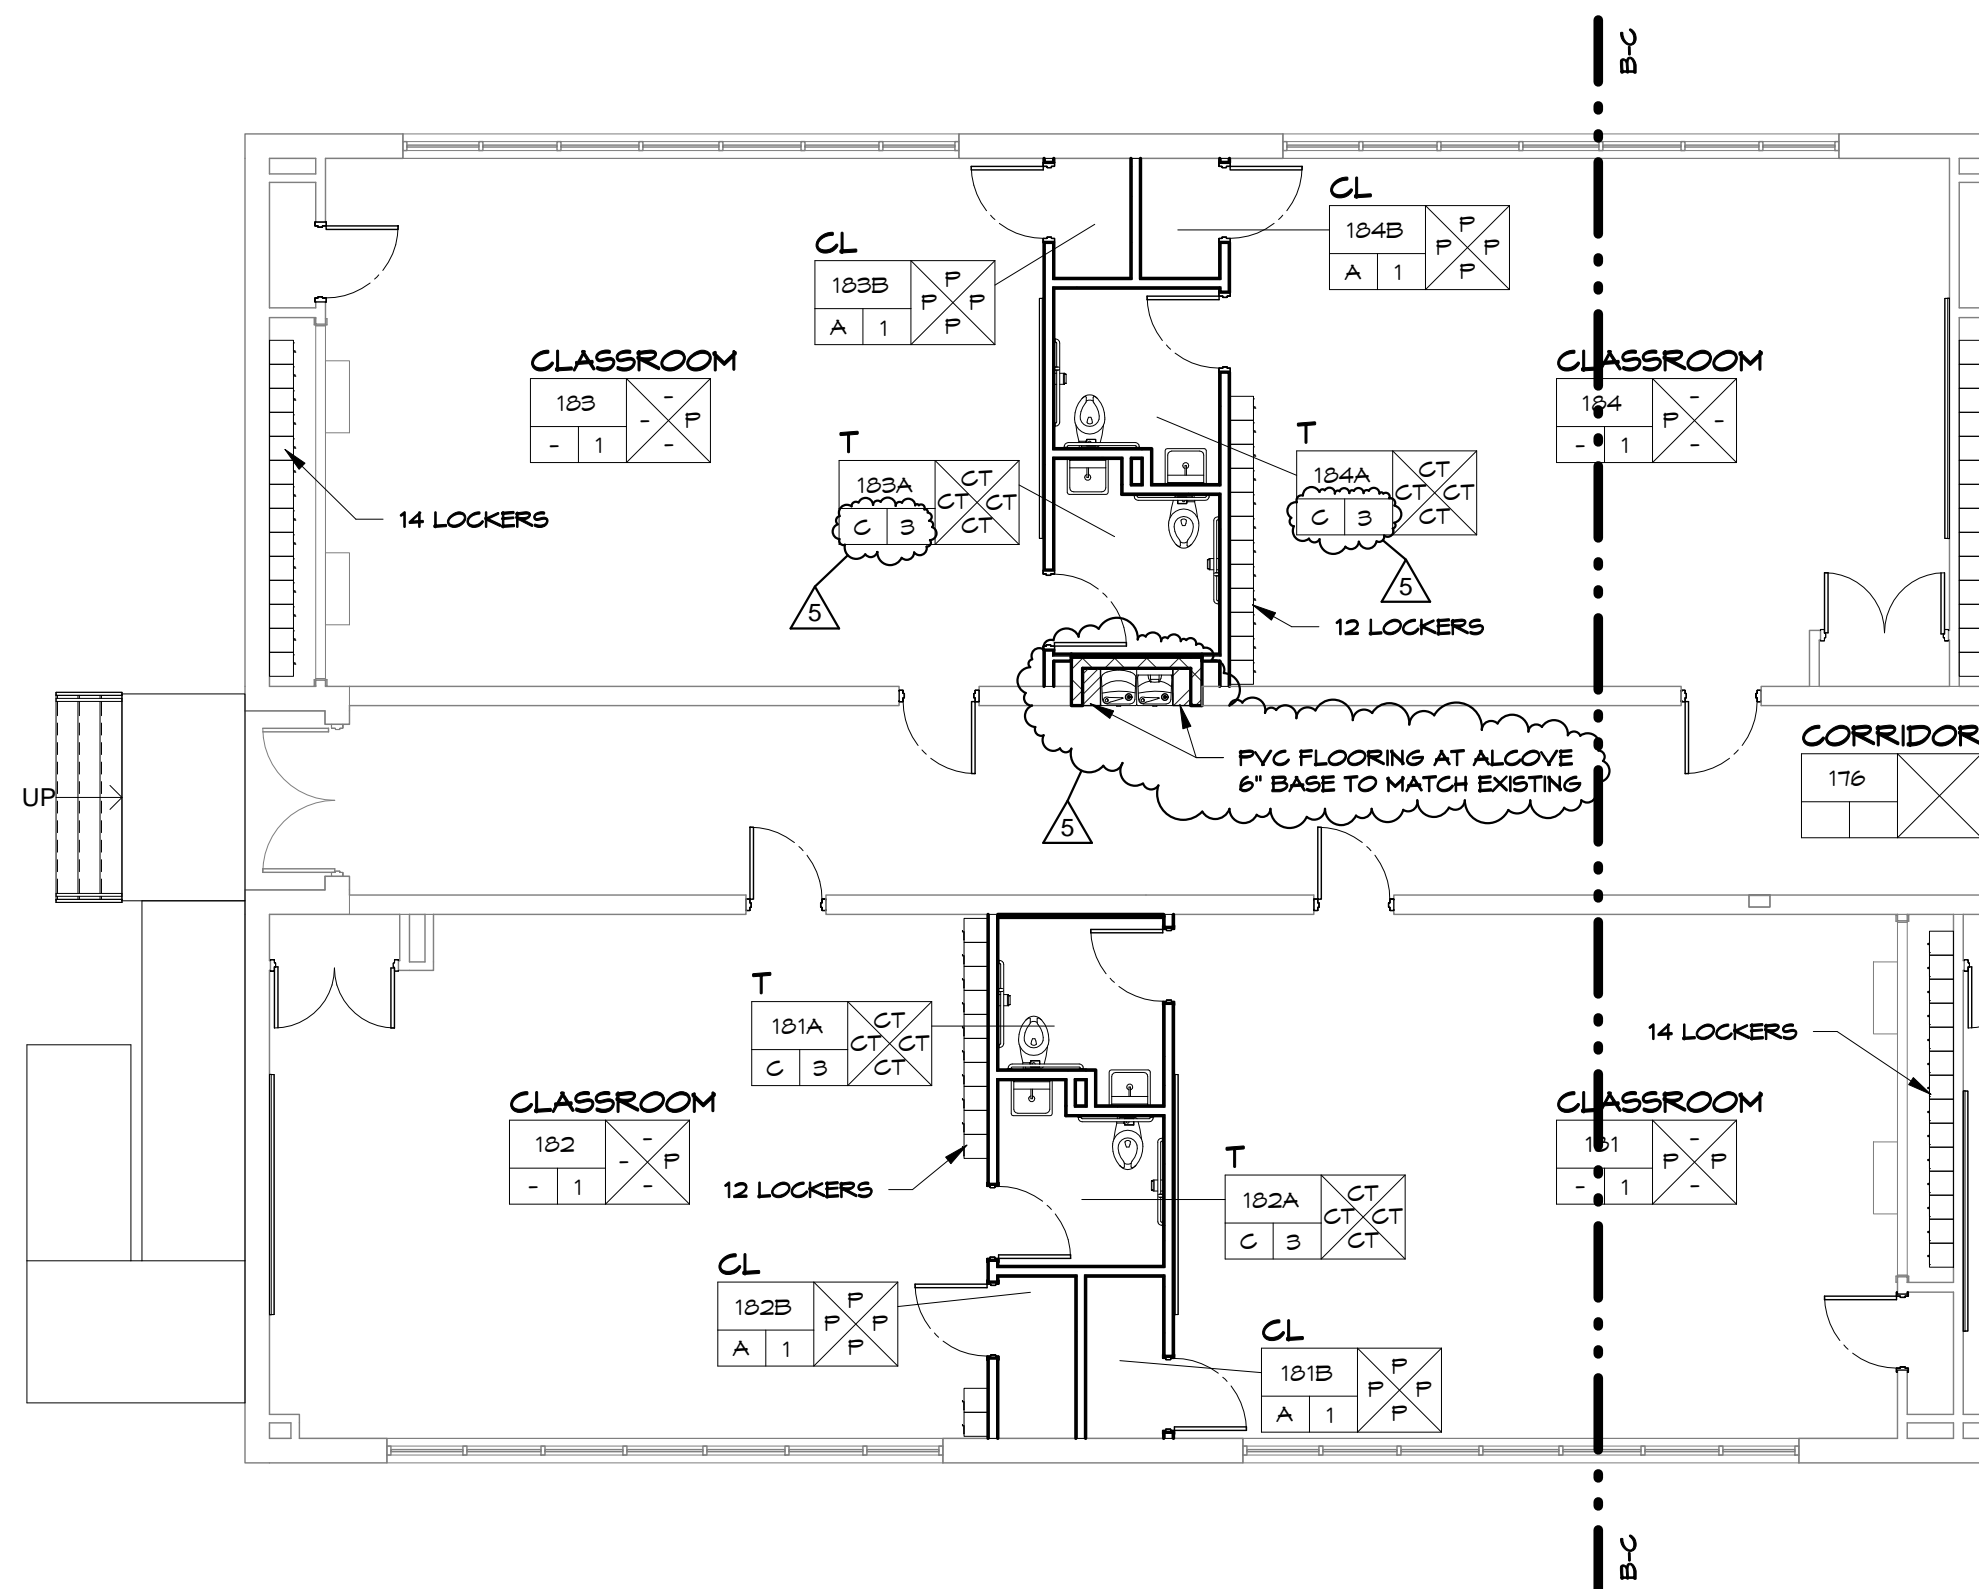 B-C
CL
184B
P
P P
A 1
P
CL
183B
P
P P
A 1
P
CLASSROOM
183
-
- P
- 1
-
CLASSROOM
184
-
P -
- 1
-
T
183A
CT
CT CT
C 3
CT
T
184A
CT
CT CT
C 3
CT
14 LOCKERS
5
5
12 LOCKERS
PVC FLOORING AT ALCOVE
6" BASE TO MATCH EXISTING
CORRIDOR
176
UP
5
T
181A
CT
CT CT
C 3
CT
14 LOCKERS
CLASSROOM
182
-
- P
- 1
-
CLASSROOM
181
-
P P
- 1
-
12 LOCKERS
T
182A
CT
CT CT
C 3
CT
CL
182B
P
P P
A 1
P
CL
181B
P
P P
A 1
P
B-C